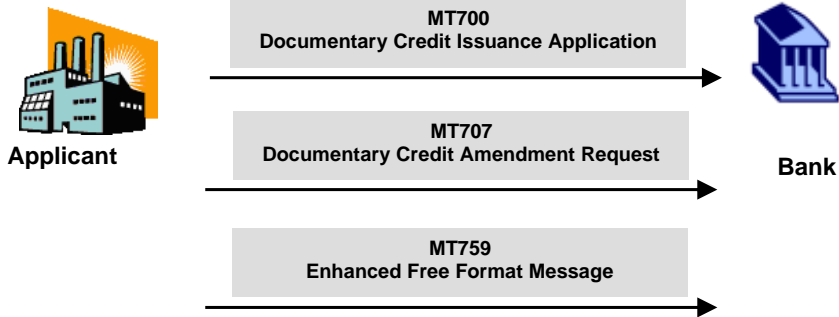 MT700
Documentary Credit Issuance Application
MT707
Documentary Credit Amendment Request
Applicant
Bank
MT759
Enhanced Free Format Message